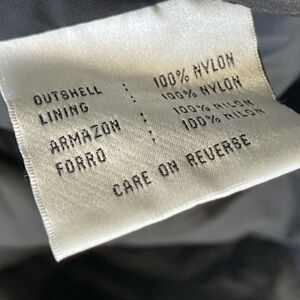 OUTSHELL : 100% NYLON
LINING : 100% NYLON
ARMAZON : 100% NILON
FORRO : 100% NILON
CARE ON REVERSE